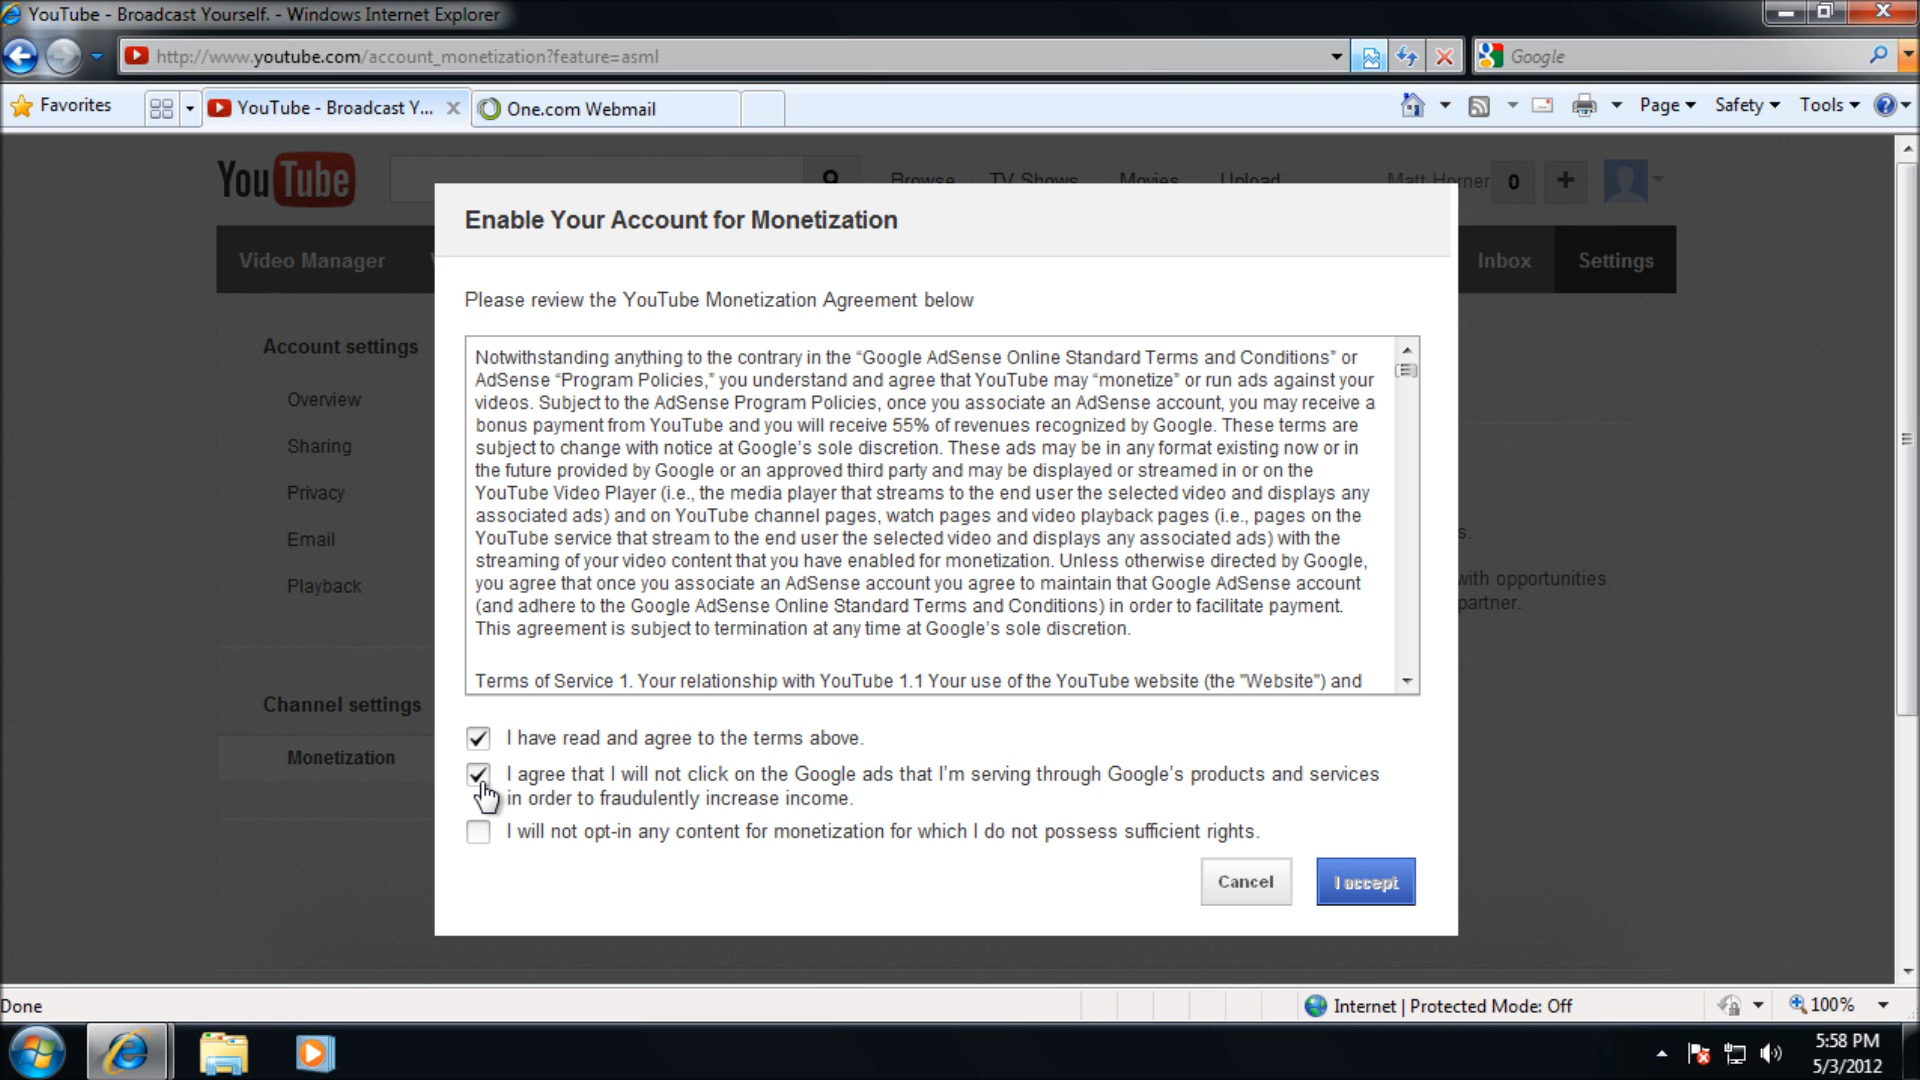 YouTube - Broadcast Yourself. - Windows Internet Explorer
http://www.youtube.com/account_monetization?feature=asml
Google
Favorites
YouTube - Broadcast Y...
One.com Webmail
Page
Safety
Tools
YouTube
Browse
TV Shows
Movies
Upload
Matt Horner
0
+
Enable Your Account for Monetization
Video Manager
Inbox
Settings
Please review the YouTube Monetization Agreement below
Account settings
Overview
Sharing
Privacy
Email
Playback
Channel settings
Monetization
Notwithstanding anything to the contrary in the “Google AdSense Online Standard Terms and Conditions” or
AdSense “Program Policies,” you understand and agree that YouTube may “monetize” or run ads against your
videos. Subject to the AdSense Program Policies, once you associate an AdSense account, you may receive a
bonus payment from YouTube and you will receive 55% of revenues recognized by Google. These terms are
subject to change with notice at Google’s sole discretion. These ads may be in any format existing now or in
the future provided by Google or an approved third party and may be displayed or streamed in or on the
YouTube Video Player (i.e., the media player that streams to the end user the selected video and displays any
associated ads) and on YouTube channel pages, watch pages and video playback pages (i.e., pages on the
YouTube service that stream to the end user the selected video and displays any associated ads) with the
streaming of your video content that you have enabled for monetization. Unless otherwise directed by Google,
you agree that once you associate an AdSense account you agree to maintain that Google AdSense account
(and adhere to the Google AdSense Online Standard Terms and Conditions) in order to facilitate payment.
This agreement is subject to termination at any time at Google’s sole discretion.
Terms of Service 1. Your relationship with YouTube 1.1 Your use of the YouTube website (the "Website") and
s.
with opportunities
partner.
I have read and agree to the terms above.
I agree that I will not click on the Google ads that I’m serving through Google’s products and services
in order to fraudulently increase income.
I will not opt-in any content for monetization for which I do not possess sufficient rights.
Cancel
I accept
Done
Internet | Protected Mode: Off
100%
5:58 PM
5/3/2012